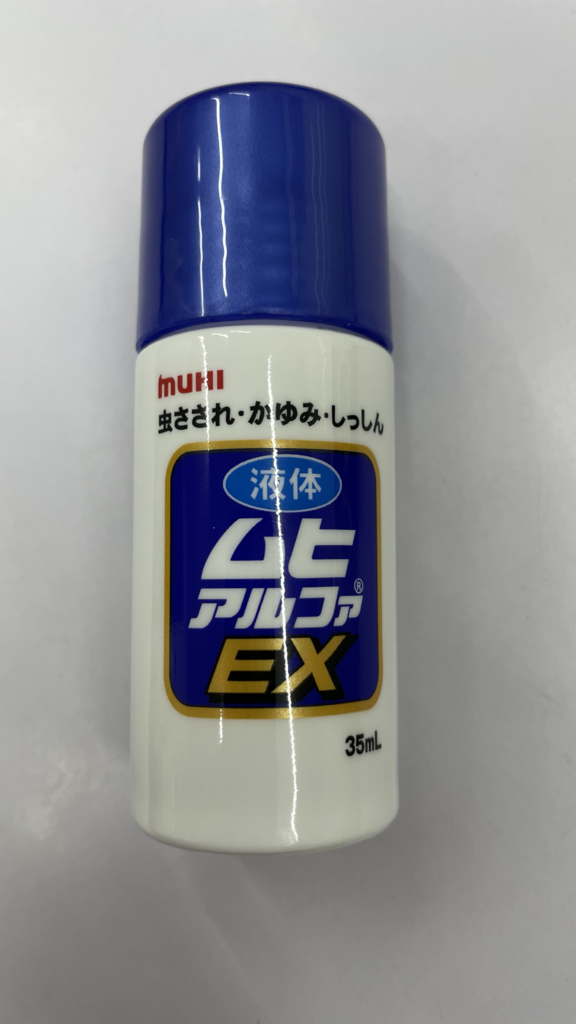 muHI
虫さされ・かゆみ・しっしん
液体
ムヒ
アルファ®
EX
35mL